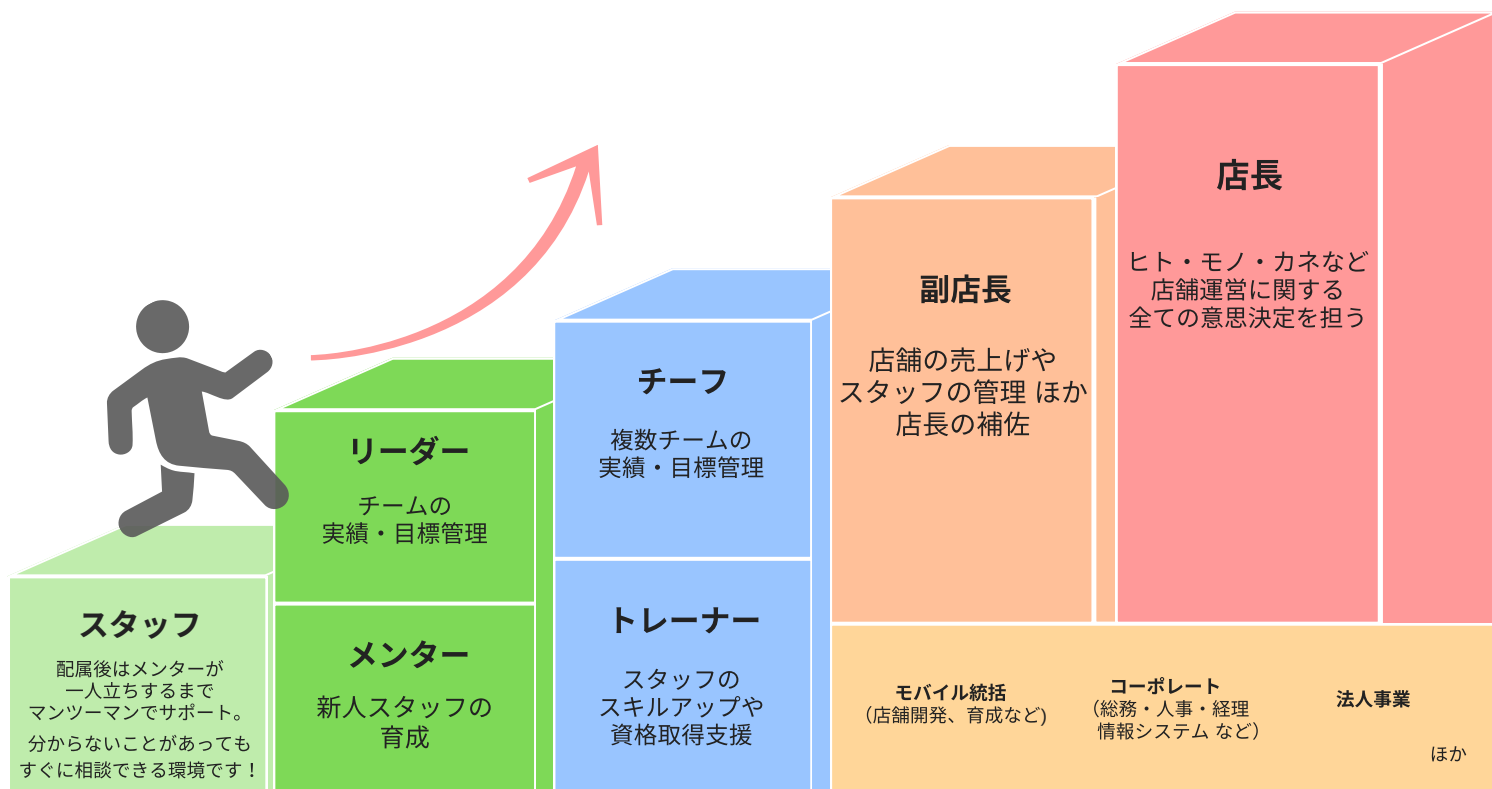 スタッフ
配属後はメンターが
一人立ちするまで
マンツーマンでサポート。
分からないことがあっても
すぐに相談できる環境です！
リーダー
チームの
実績・目標管理
メンター
新人スタッフの
育成
チーフ
複数チームの
実績・目標管理
トレーナー
スタッフの
スキルアップや
資格取得支援
副店長
店舗の売上げや
スタッフの管理 ほか
店長の補佐
店長
ヒト・モノ・カネなど
店舗運営に関する
全ての意思決定を担う
モバイル統括
（店舗開発、育成など)
コーポレート
（総務・人事・経理
情報システム など）
法人事業
ほか